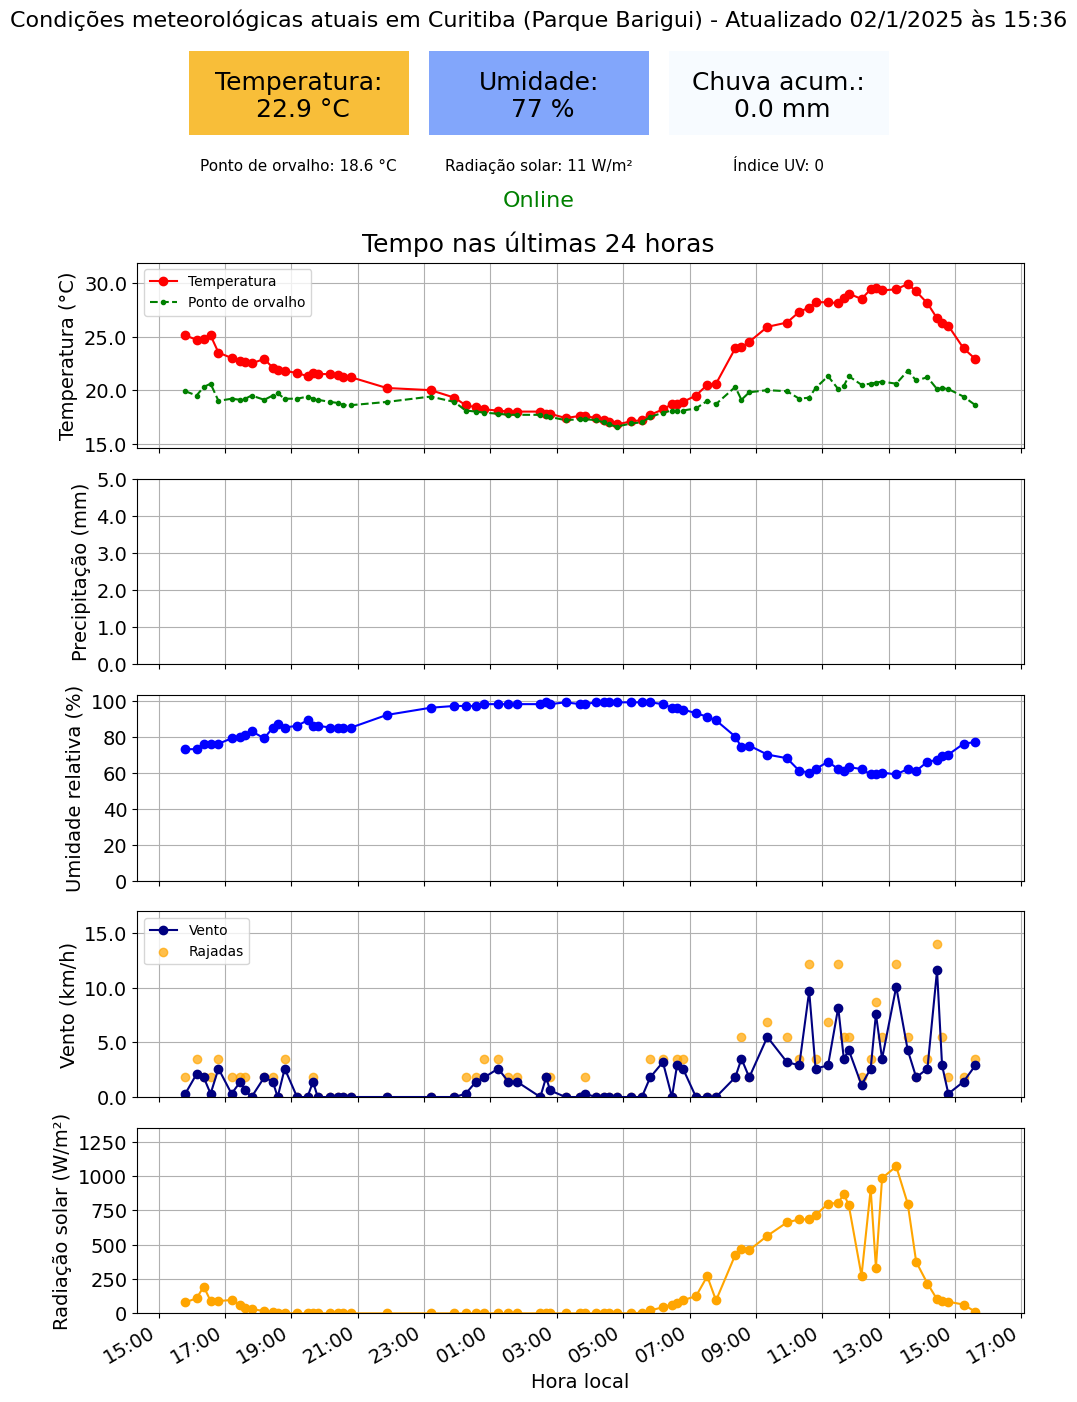 Condições meteorológicas atuais em Curitiba (Parque Barigui) - Atualizado 02/1/2025 às 15:36
Temperatura:
22.9 °C
Umidade:
77 %
Chuva acum.:
0.0 mm
Ponto de orvalho: 18.6 °C
Radiação solar: 11 W/m²
Índice UV: 0
Online
Tempo nas últimas 24 horas
Temperatura (°C)
30.0
25.0
20.0
15.0
Temperatura
Ponto de orvalho
Precipitação (mm)
5.0
4.0
3.0
2.0
1.0
0.0
Umidade relativa (%)
100
80
60
40
20
0
Vento (km/h)
15.0
10.0
5.0
0.0
Vento
Rajadas
Radiação solar (W/m²)
1250
1000
750
500
250
0
15:00
17:00
19:00
21:00
23:00
01:00
03:00
05:00
07:00
09:00
11:00
13:00
15:00
17:00
Hora local